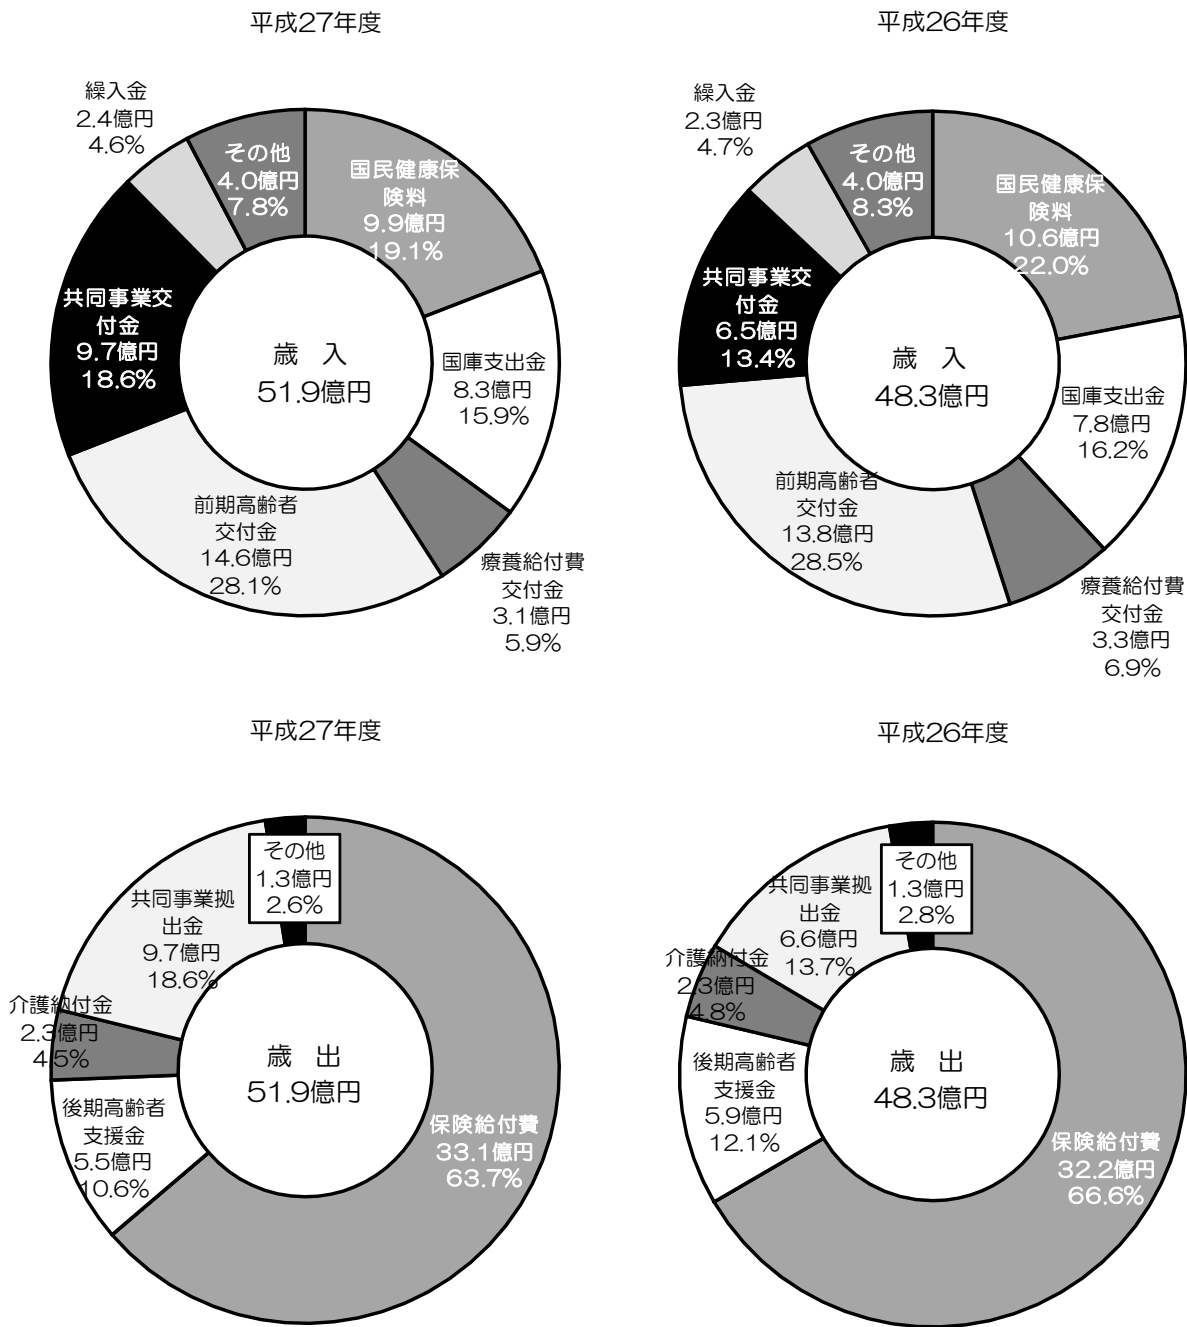 平成27年度
繰入金
2.4億円
4.6%
その他
4.0億円
7.8%
国民健康保
険料
9.9億円
19.1%
共同事業交
付金
9.7億円
18.6%
歳 入
51.9億円
国庫支出金
8.3億円
15.9%
前期高齢者
交付金
14.6億円
28.1%
療養給付費
交付金
3.1億円
5.9%
平成26年度
繰入金
2.3億円
4.7%
その他
4.0億円
8.3%
国民健康保
険料
10.6億円
22.0%
共同事業交
付金
6.5億円
13.4%
歳 入
48.3億円
国庫支出金
7.8億円
16.2%
前期高齢者
交付金
13.8億円
28.5%
療養給付費
交付金
3.3億円
6.9%
平成27年度
その他
1.3億円
2.6%
共同事業拠
出金
9.7億円
18.6%
介護納付金
2.3億円
4.5%
歳 出
51.9億円
後期高齢者
支援金
5.5億円
10.6%
保険給付費
33.1億円
63.7%
平成26年度
その他
1.3億円
2.8%
共同事業拠
出金
6.6億円
13.7%
介護納付金
2.3億円
4.8%
歳 出
48.3億円
後期高齢者
支援金
5.9億円
12.1%
保険給付費
32.2億円
66.6%